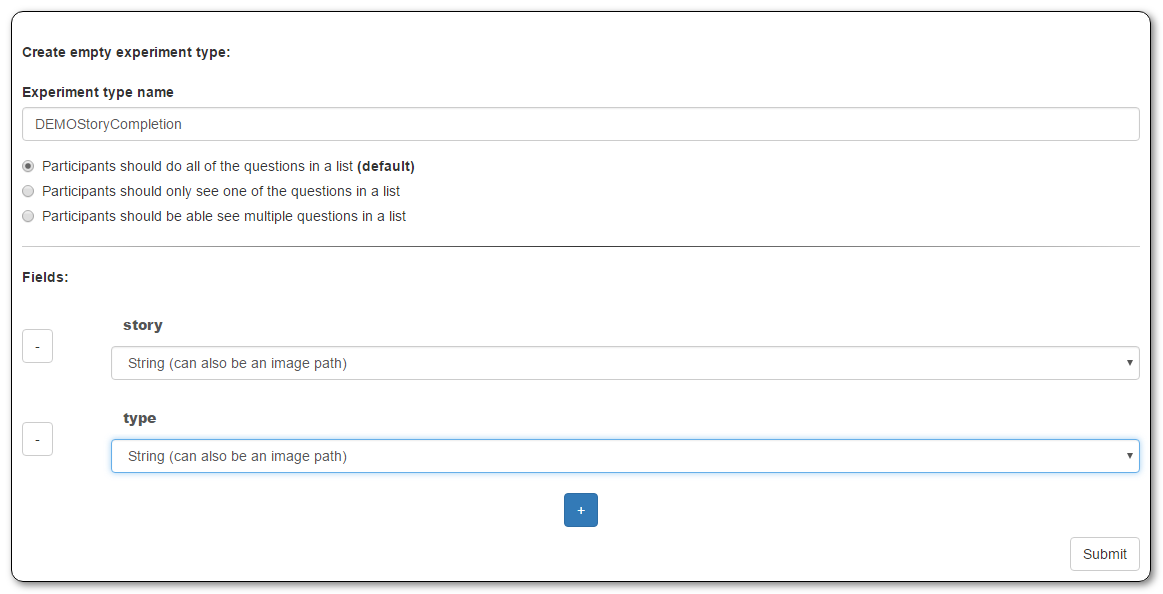 Create empty experiment type:
Experiment type name
DEMOStoryCompletion
Participants should do all of the questions in a list (default)
Participants should only see one of the questions in a list
Participants should be able see multiple questions in a list
Fields:
story
-
String (can also be an image path)
type
-
String (can also be an image path)
+
Submit